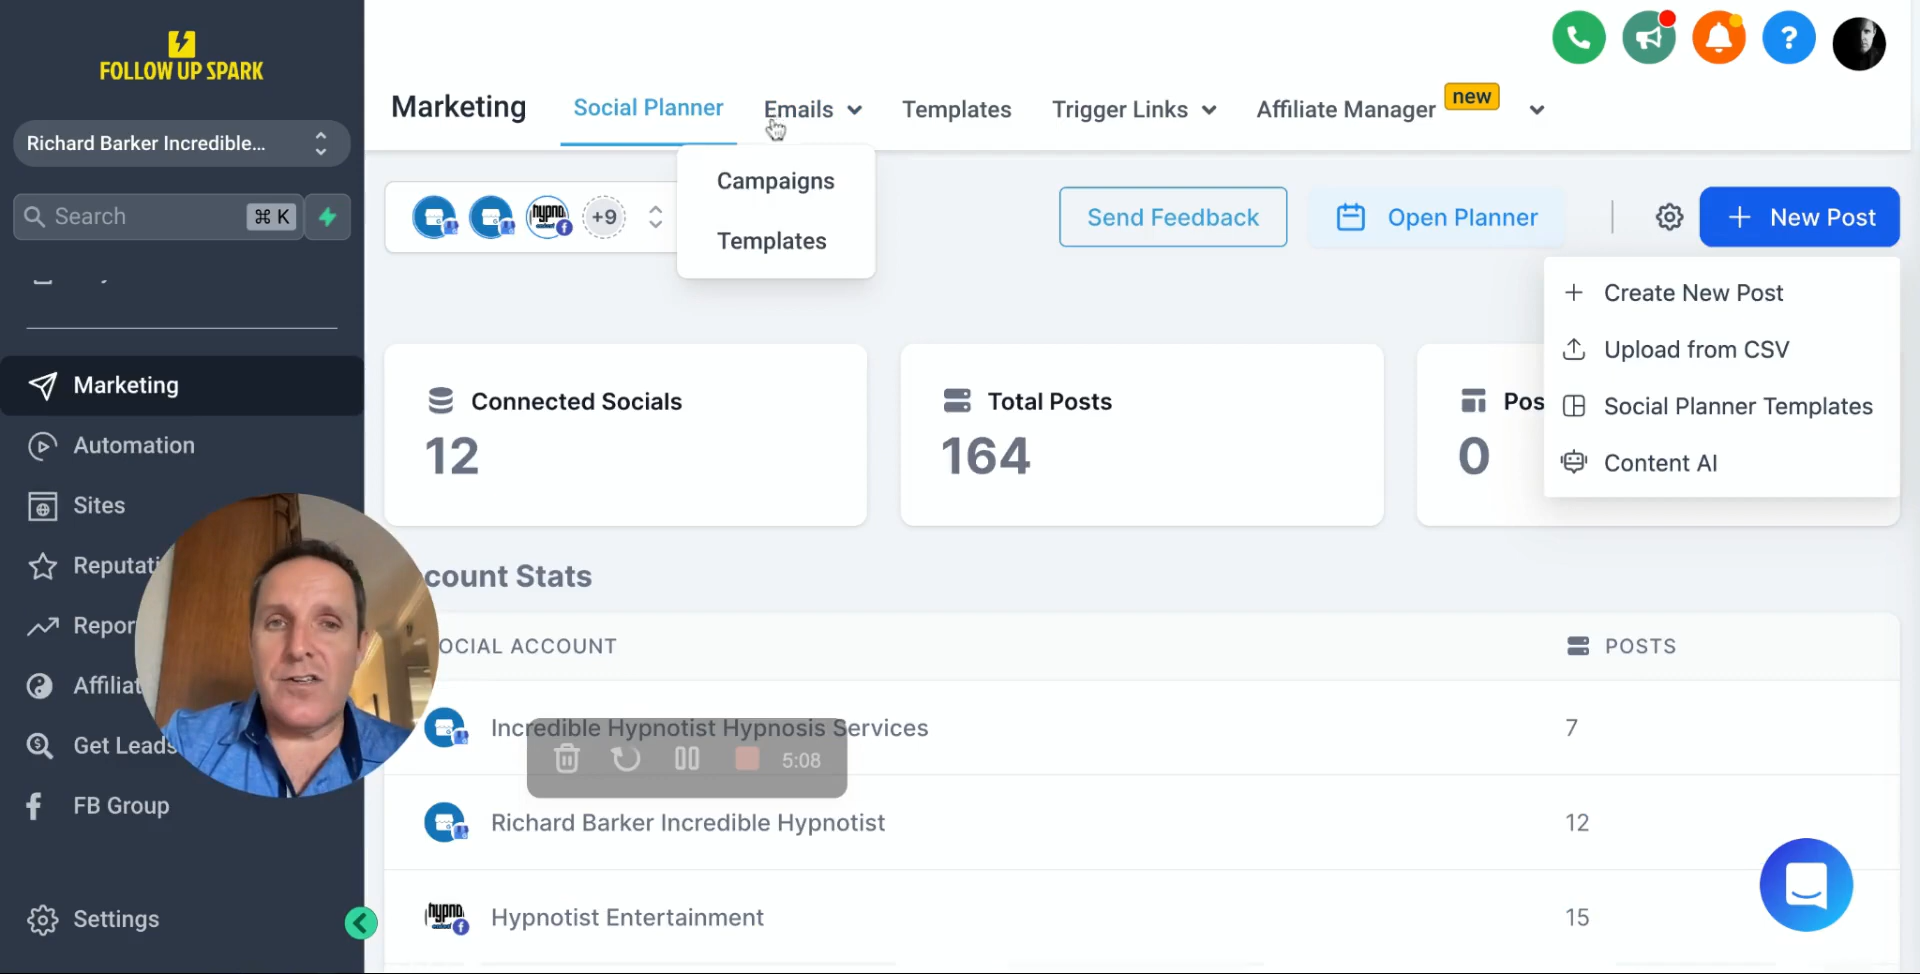 FOLLOW UP SPARK
Richard Barker Incredible...
Search
⌘ K
Marketing
Automation
Sites
Reputati
Repor
Affiliat
Get Leads
FB Group
Settings
Marketing
Social Planner
Emails
Templates
Trigger Links
Affiliate Manager
new
Campaigns
Templates
hypno
+9
Send Feedback
Open Planner
New Post
Create New Post
Upload from CSV
Social Planner Templates
Content AI
Connected Socials
12
Total Posts
164
Pos
0
count Stats
OCIAL ACCOUNT
POSTS
Incredible Hypnotist Hypnosis Services
7
5:08
Richard Barker Incredible Hypnotist
12
hypno
Hypnotist Entertainment
15